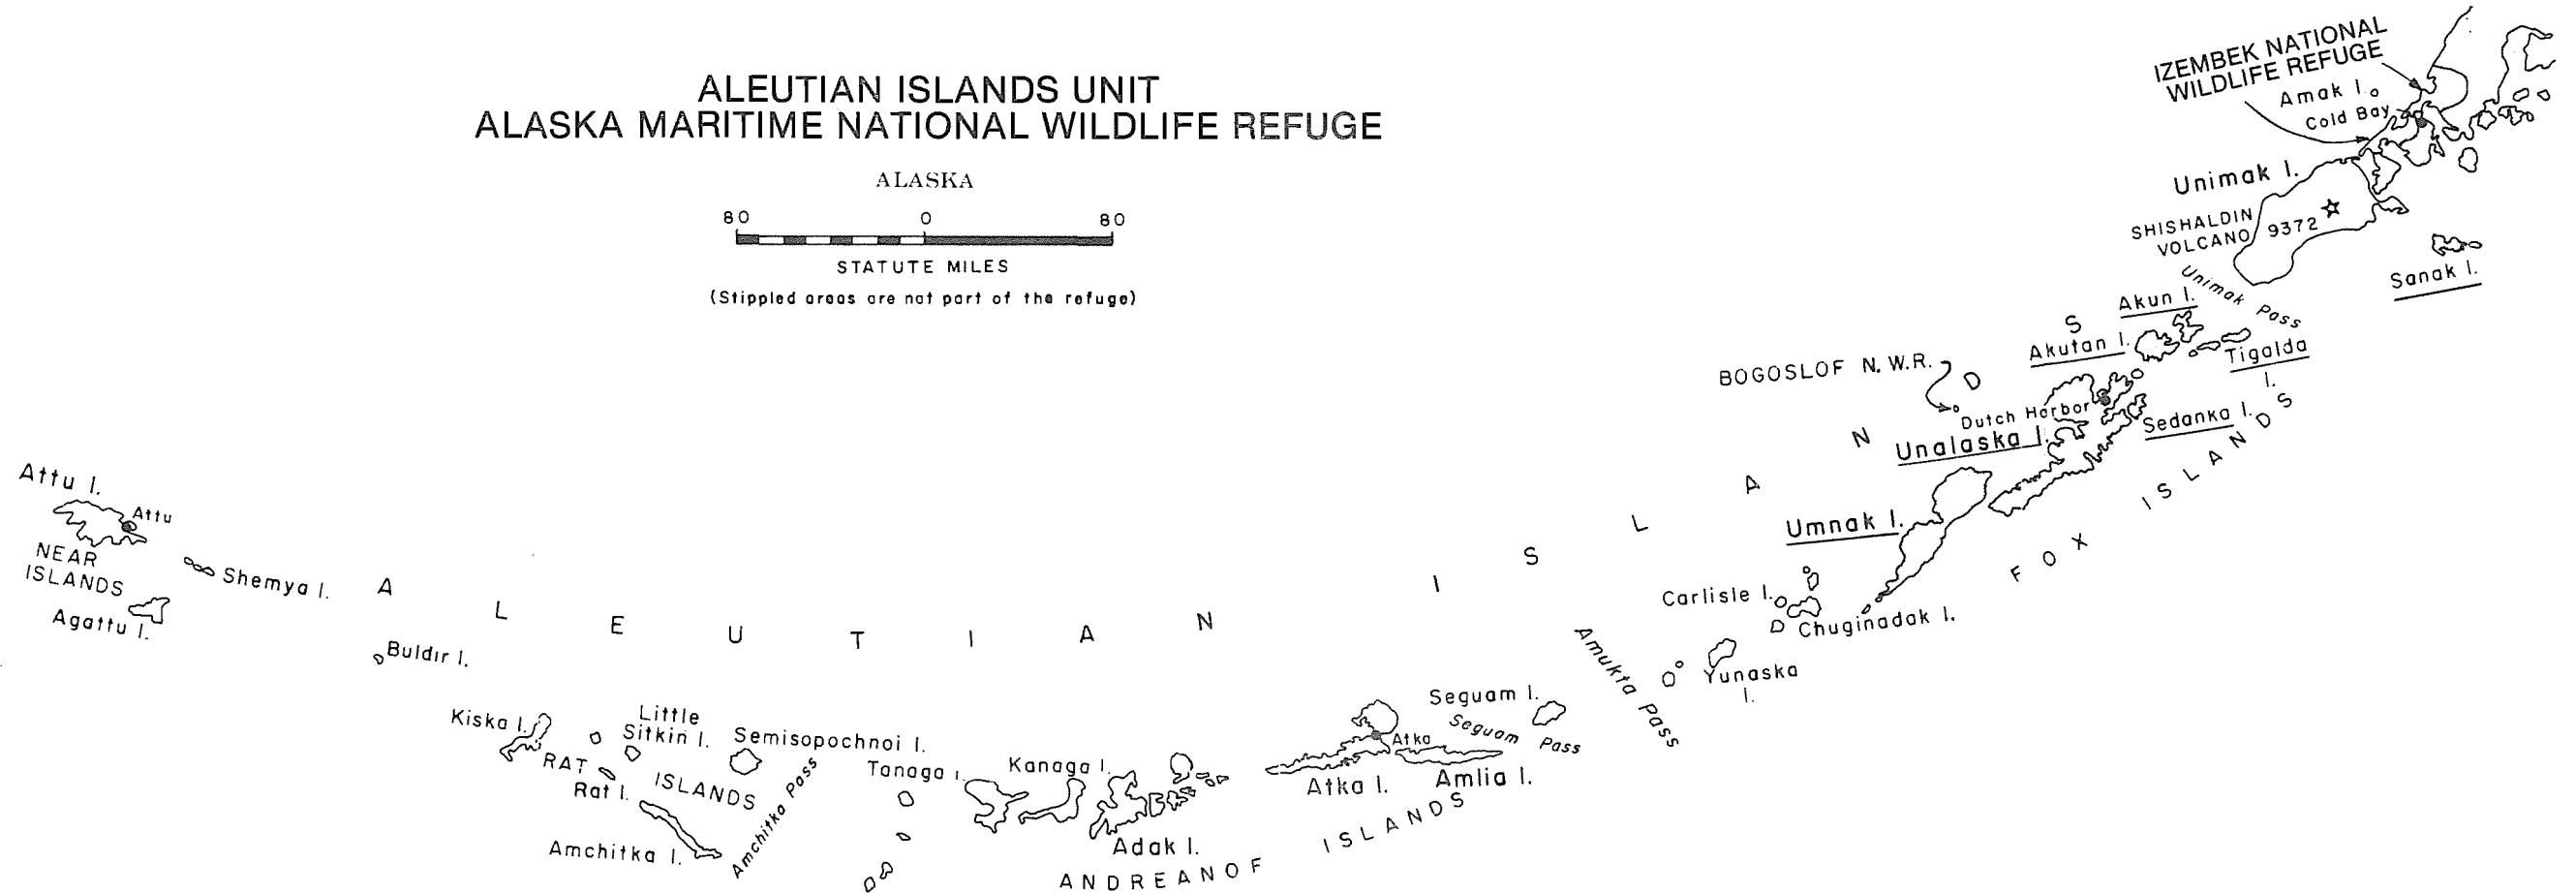 ALEUTIAN ISLANDS UNIT
ALASKA MARITIME NATIONAL WILDLIFE REFUGE
ALASKA
80 0 80
STATUTE MILES
(Stippled areas are not part of the refuge)
IZEMBEK NATIONAL
WILDLIFE REFUGE
Amak I.
Cold Bay
Unimak I.
SHISHALDIN
VOLCANO
9372
Sanak I.
Unimak Pass
Akun I.
Akutan I.
Tigalda
I.
BOGOSLOF N.W.R.
Dutch Harbor
Unalaska I.
Sedanka I.
Umnak I.
FOX ISLANDS
Carlisle I.
Chuginadak I.
Yunaska
I.
Amukta Pass
ALEUTIAN ISLANDS
Attu I.
Attu
NEAR
ISLANDS
Shemya I.
Agattu I.
Buldir I.
Kiska I.
Little
Sitkin I.
Semisopochnoi I.
RAT
ISLANDS
Rat I.
Amchitka I.
Amchitka Pass
Tanaga I.
Kanaga I.
Adak I.
Seguam I.
Seguam Pass
Atka
Atka I.
Amlia I.
ANDREANOF ISLANDS